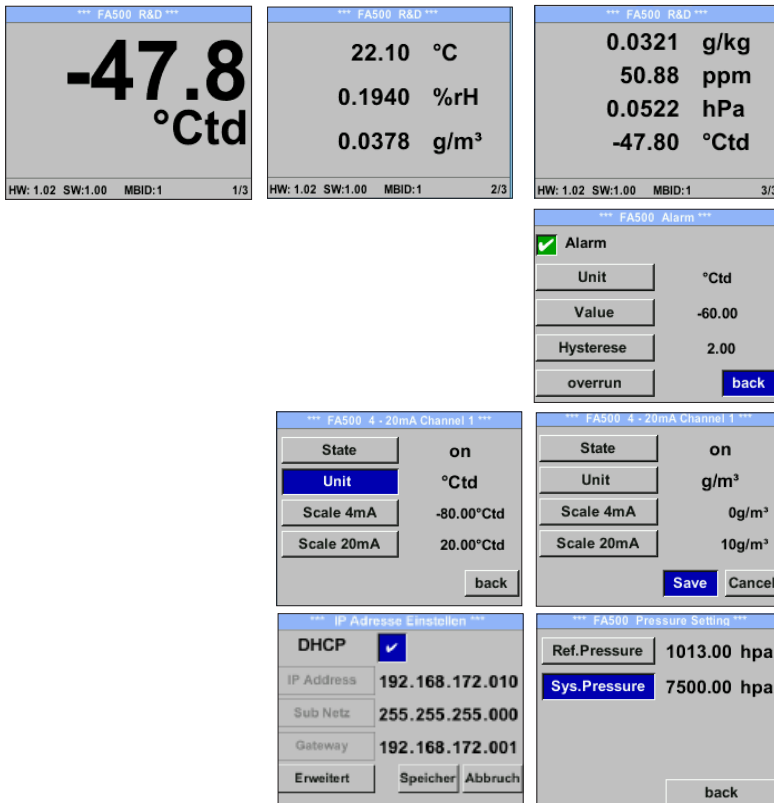 *** FA500 R&D ***
-47.8
°Ctd
HW: 1.02 SW:1.00 MBID:1 1/3
*** FA500 R&D ***
22.10 °C
0.1940 %rH
0.0378 g/m³
HW: 1.02 SW:1.00 MBID:1 2/3
*** FA500 R&D ***
0.0321 g/kg
50.88 ppm
0.0522 hPa
-47.80 °Ctd
HW: 1.02 SW:1.00 MBID:1 3/3
*** FA500 Alarm ***
Alarm
Unit °Ctd
Value -60.00
Hysterese 2.00
overrun back
*** FA500 4 - 20mA Channel 1 ***
State on
Unit °Ctd
Scale 4mA -80.00°Ctd
Scale 20mA 20.00°Ctd
back
*** FA500 4 - 20mA Channel 1 ***
State on
Unit g/m³
Scale 4mA 0g/m³
Scale 20mA 10g/m³
Save Cancel
*** IP Adresse Einstellen ***
DHCP
IP Address 192.168.172.010
Sub Netz 255.255.255.000
Gateway 192.168.172.001
Erweitert Speicher Abbruch
*** FA500 Pressure Setting ***
Ref.Pressure 1013.00 hpa
Sys.Pressure 7500.00 hpa
back